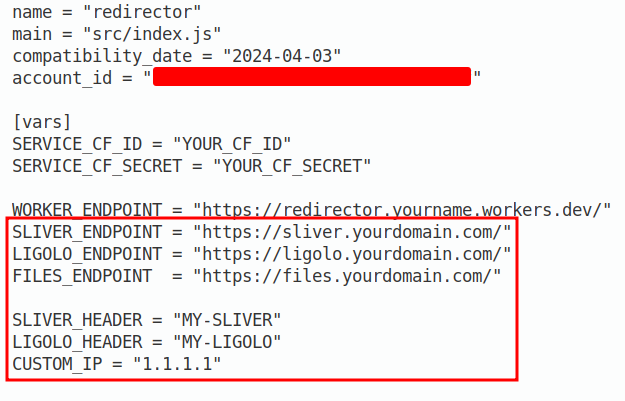 name = "redirector"
main = "src/index.js"
compatibility_date = "2024-04-03"
account_id = ""
[vars]
SERVICE_CF_ID = "YOUR_CF_ID"
SERVICE_CF_SECRET = "YOUR_CF_SECRET"
WORKER_ENDPOINT = "https://redirector.yourname.workers.dev/"
SLIVER_ENDPOINT = "https://sliver.yourdomain.com/"
LIGOLO_ENDPOINT = "https://ligolo.yourdomain.com/"
FILES_ENDPOINT  = "https://files.yourdomain.com/"
SLIVER_HEADER = "MY-SLIVER"
LIGOLO_HEADER = "MY-LIGOLO"
CUSTOM_IP = "1.1.1.1"